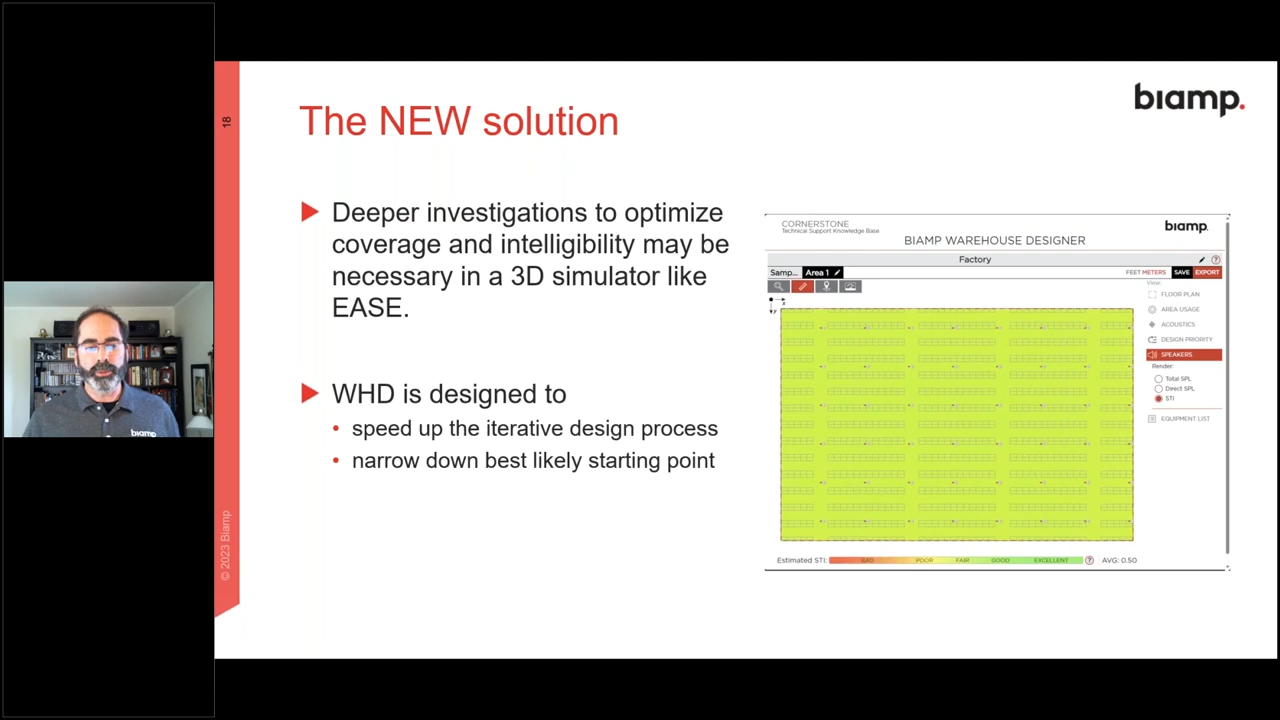 The NEW solution
biamp.
18
Deeper investigations to optimize
coverage and intelligibility may be
necessary in a 3D simulator like
EASE.
WHD is designed to
• speed up the iterative design process
• narrow down best likely starting point
CORNERSTONE
Technical Support Knowledge Base
biamp.
BIAMP WAREHOUSE DESIGNER
Factory
Samp...
Area 1
FEET METERS
SAVE
EXPORT
x
y
View:
FLOOR PLAN
AREA USAGE
ACOUSTICS
DESIGN PRIORITY
SPEAKERS
Render:
Total SPL
Direct SPL
STI
EQUIPMENT LIST
Estimated STI:
BAD
POOR
FAIR
GOOD
EXCELLENT
?
AVG: 0.50
© 2023 Biamp
biamp